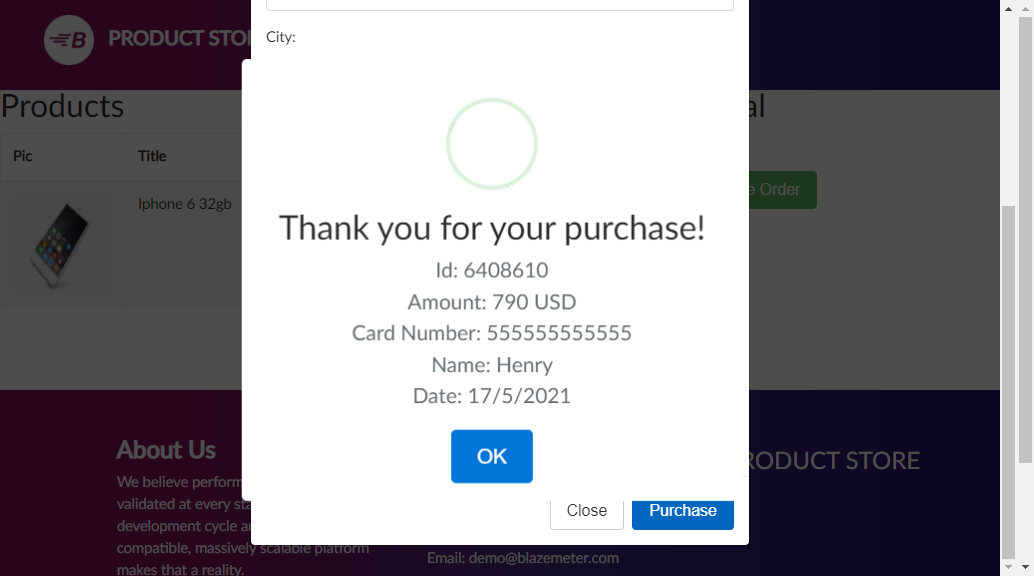 B PRODUCT STO
City:
Products
al
Pic
Title
Iphone 6 32gb
e Order
Thank you for your purchase!
Id: 6408610
Amount: 790 USD
Card Number: 555555555555
Name: Henry
Date: 17/5/2021
OK
Close
Purchase
About Us
We believe perform
validated at every sta
development cycle a
compatible, massively scalable platform
makes that a reality.
Email: demo@blazemeter.com
RODUCT STORE